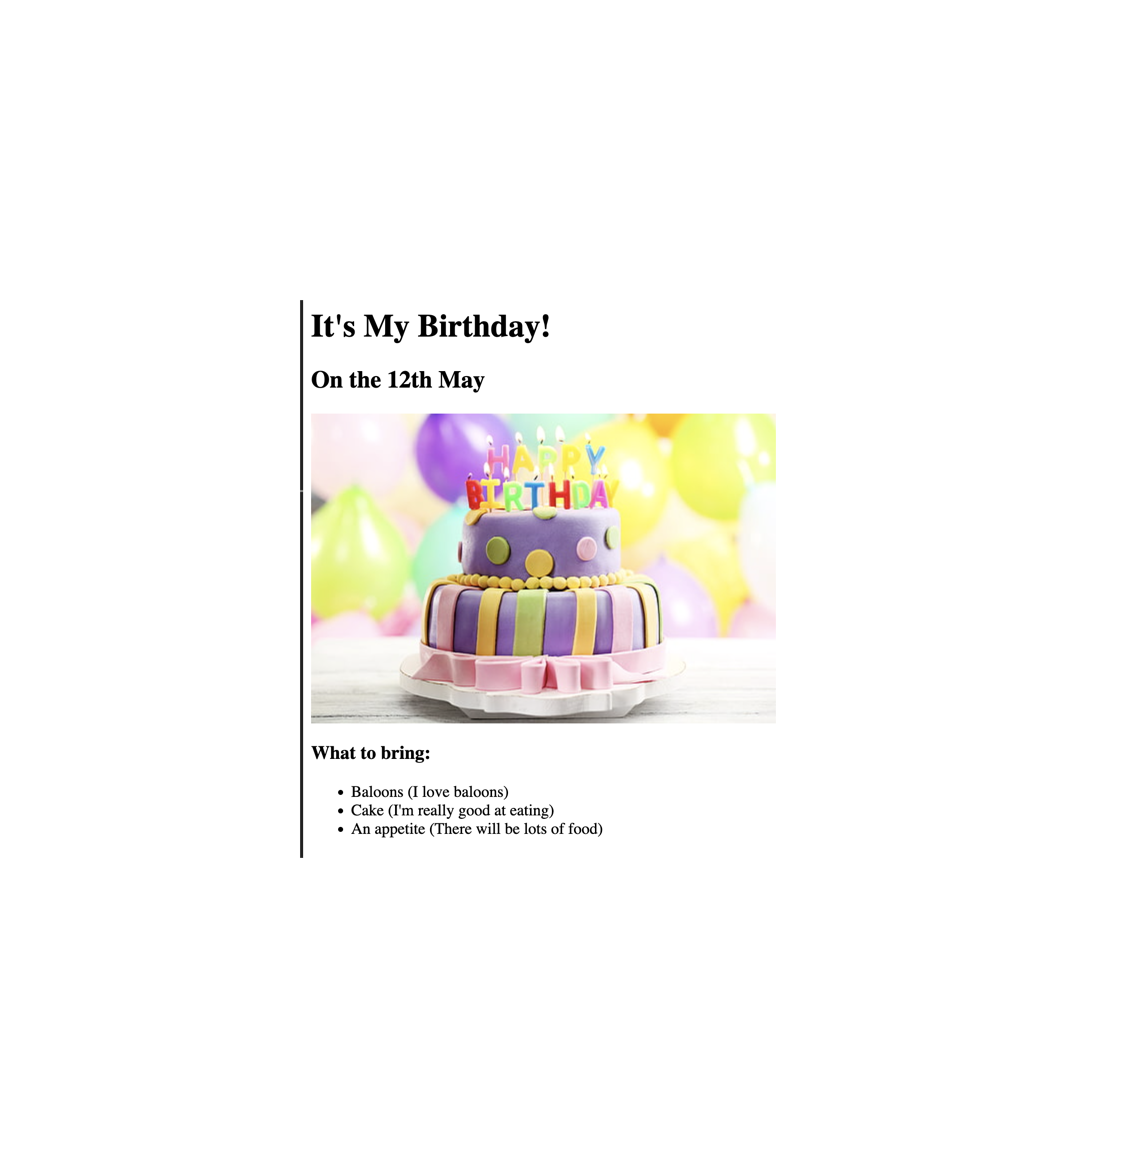 It's My Birthday!
On the 12th May
HAPPY
BIRTHDAY
What to bring:
Baloons (I love baloons)
Cake (I'm really good at eating)
An appetite (There will be lots of food)